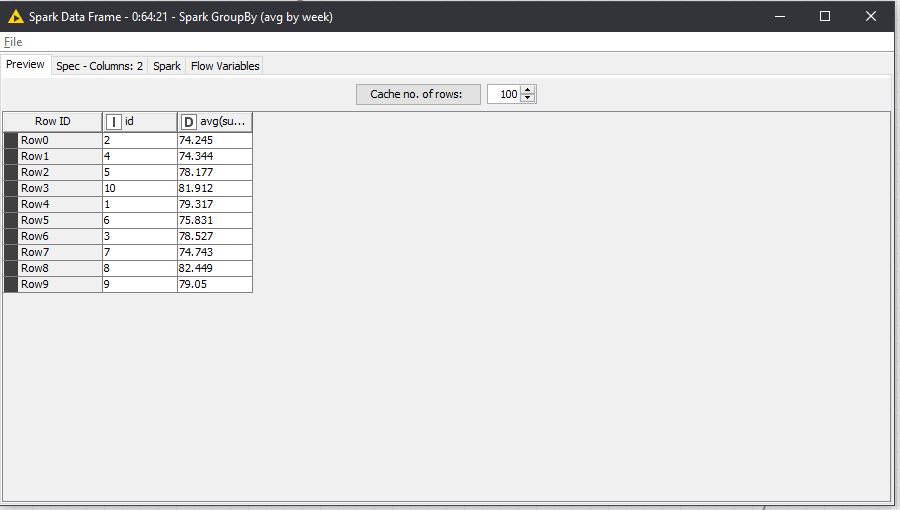 Spark Data Frame - 0:64:21 - Spark GroupBy (avg by week)
File
Preview Spec - Columns: 2 Spark Flow Variables
Cache no. of rows: 100
Row ID I id D avg(su...
Row0 2 74.245
Row1 4 74.344
Row2 5 78.177
Row3 10 81.912
Row4 1 79.317
Row5 6 75.831
Row6 3 78.527
Row7 7 74.743
Row8 8 82.449
Row9 9 79.05